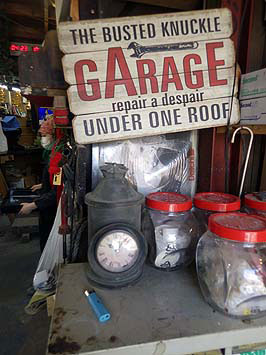 THE BUSTED KNUCKLE
GARAGE
repair a despair
UNDER ONE ROOF